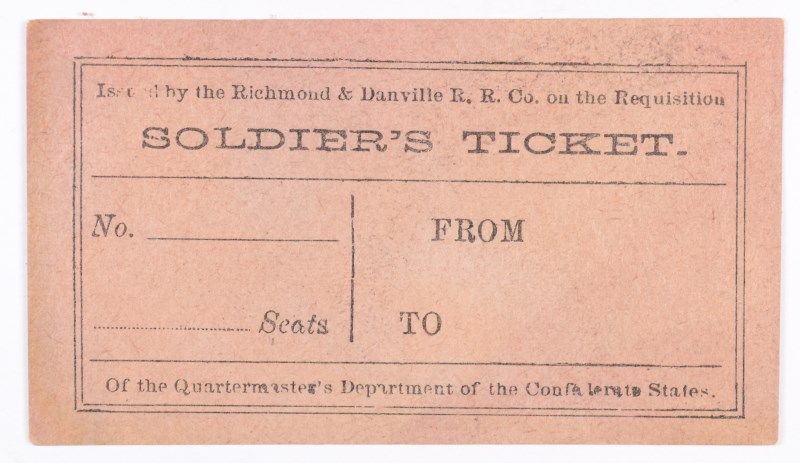 Issued by the Richmond & Danville R. R. Co. on the Requisition
SOLDIER'S TICKET.
No.
Seats
FROM
TO
Of the Quartermaster's Department of the Confederate States.